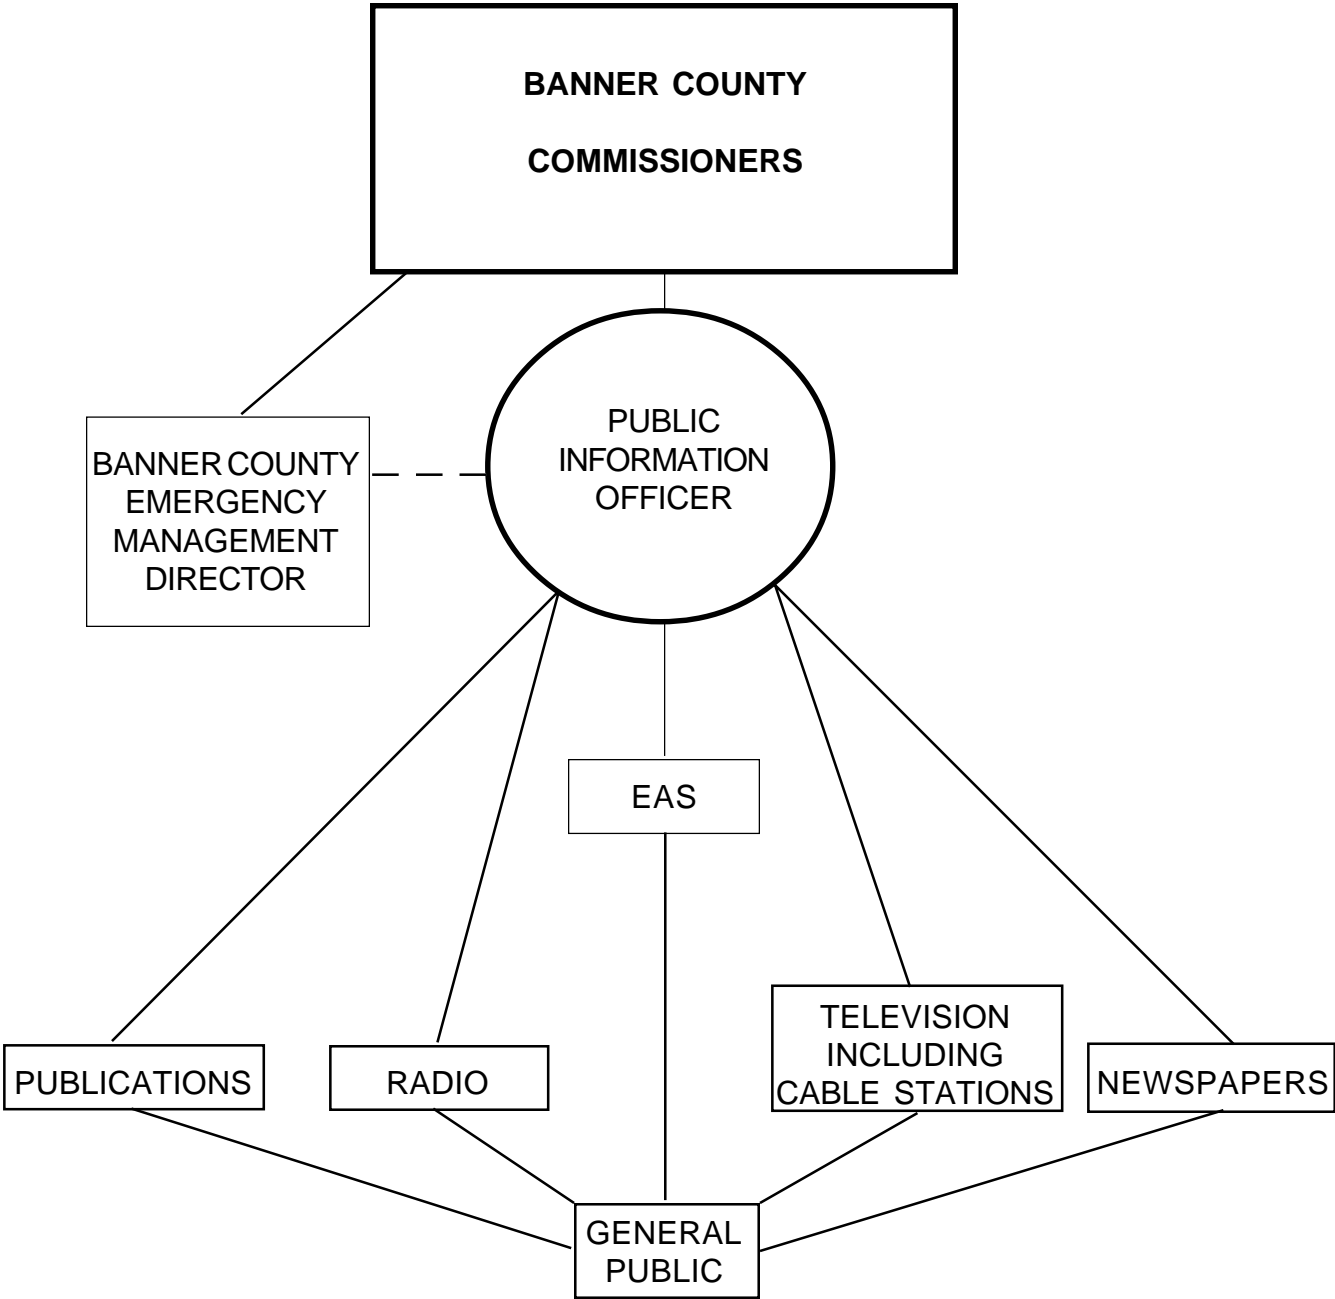 BANNER COUNTY
COMMISSIONERS
PUBLIC
INFORMATION
OFFICER
BANNER COUNTY
EMERGENCY
MANAGEMENT
DIRECTOR
EAS
PUBLICATIONS
RADIO
TELEVISION
INCLUDING
CABLE STATIONS
NEWSPAPERS
GENERAL
PUBLIC